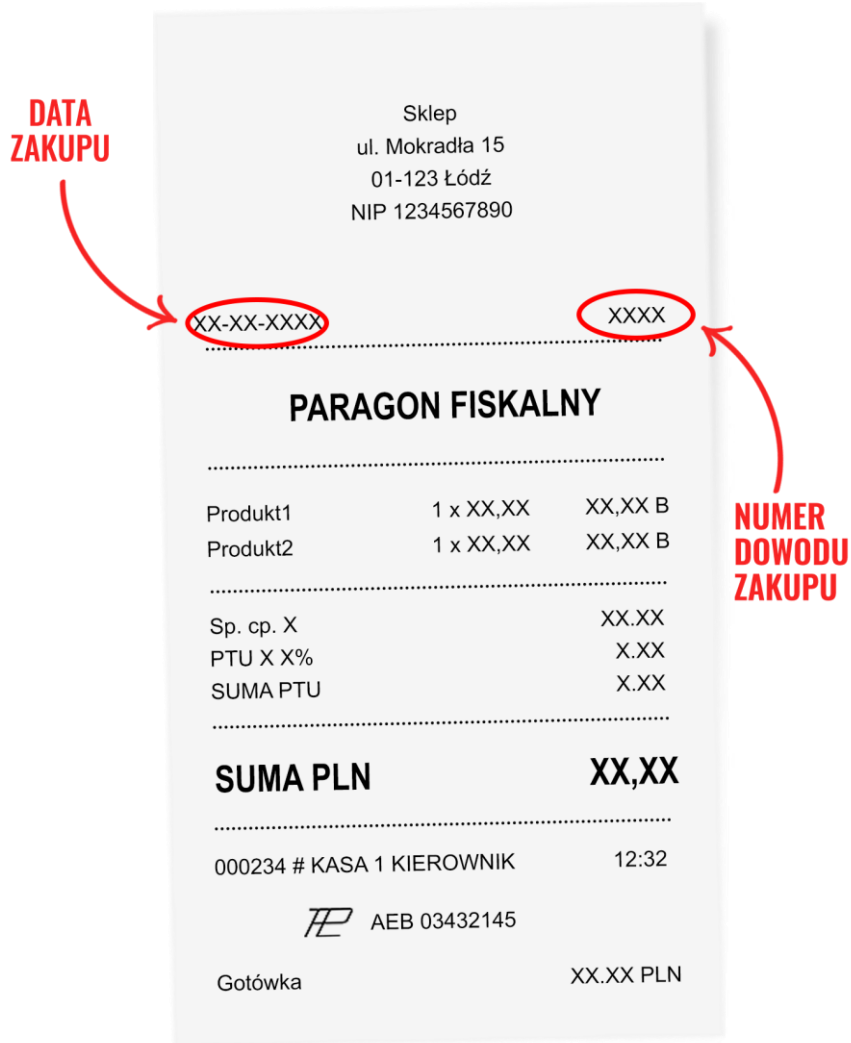 DATA
ZAKUPU
Sklep
ul. Mokradła 15
01-123 Łódź
NIP 1234567890
XX-XX-XXXX XXXX
PARAGON FISKALNY
Produkt1 1 x XX,XX XX,XX B
Produkt2 1 x XX,XX XX,XX B
NUMER
DOWODU
ZAKUPU
Sp. cp. X XX.XX
PTU X X% X.XX
SUMA PTU X.XX
SUMA PLN XX,XX
000234 # KASA 1 KIEROWNIK 12:32
AEB 03432145
Gotówka XX.XX PLN